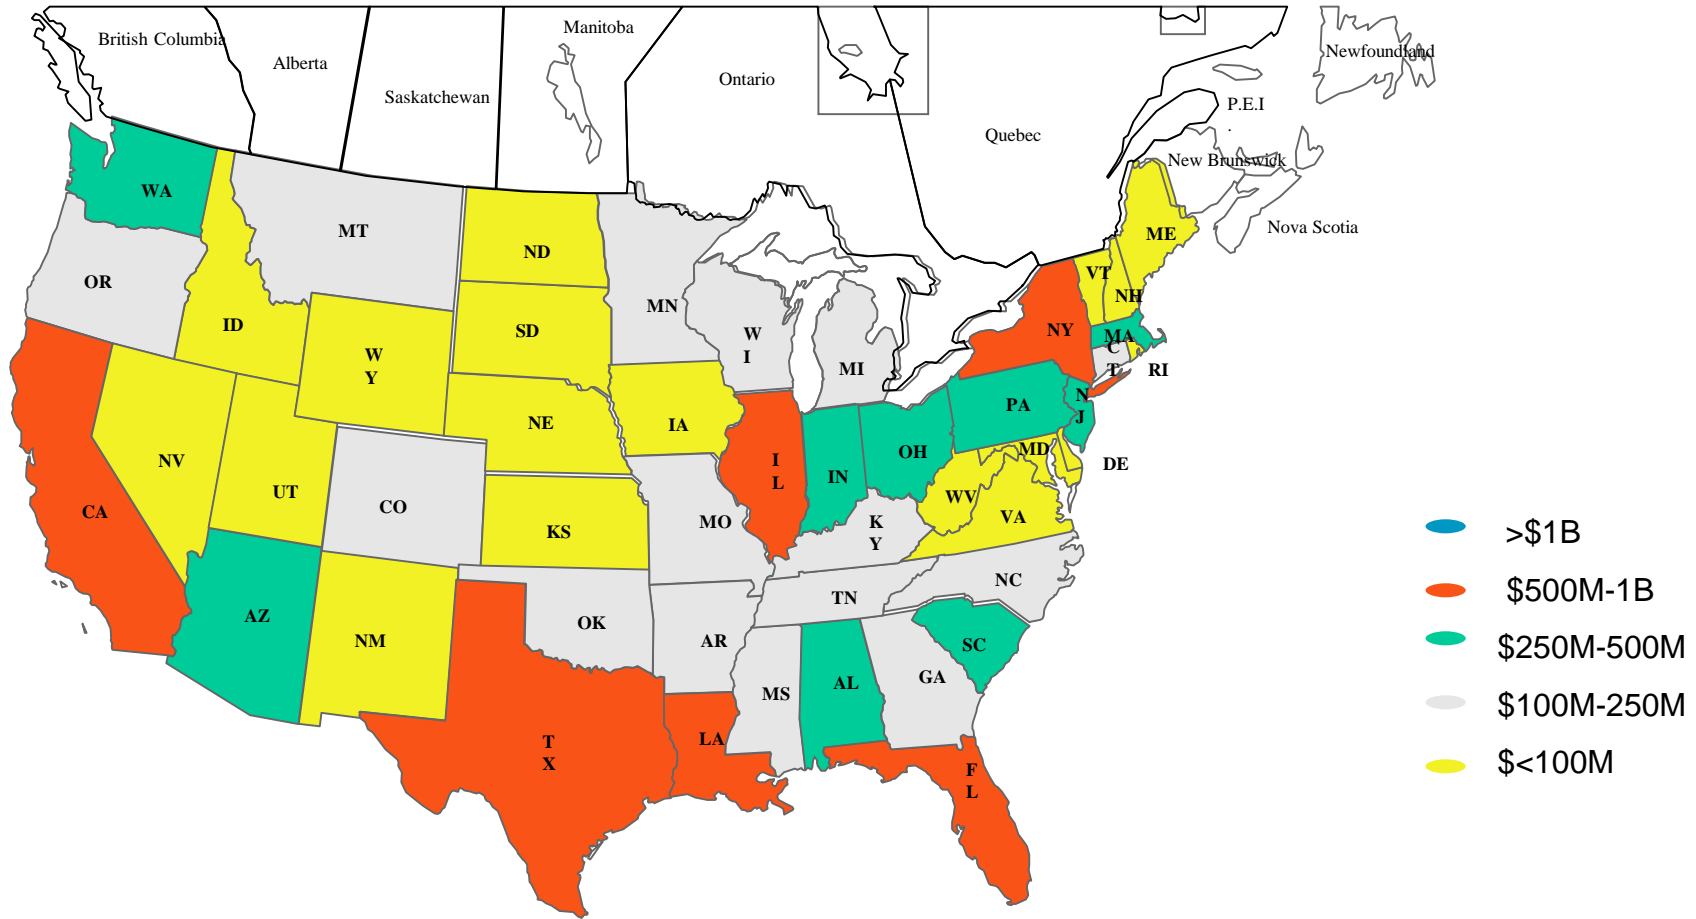 British Columbia
Alberta
Saskatchewan
Manitoba
Ontario
Quebec
Newfoundland
P.E.I
.
New Brunswick
Nova Scotia
WA
MT
ND
OR
ID
SD
MN
W
I
MI
W
Y
NE
IA
NV
UT
CO
KS
MO
I
L
IN
OH
K
Y
CA
AZ
NM
OK
AR
TN
NC
SC
GA
AL
MS
LA
T
X
F
L
ME
VT
NH
NY
MA
C
T
RI
PA
N
J
MD
DE
WV
VA
>$1B
$500M-1B
$250M-500M
$100M-250M
$<100M